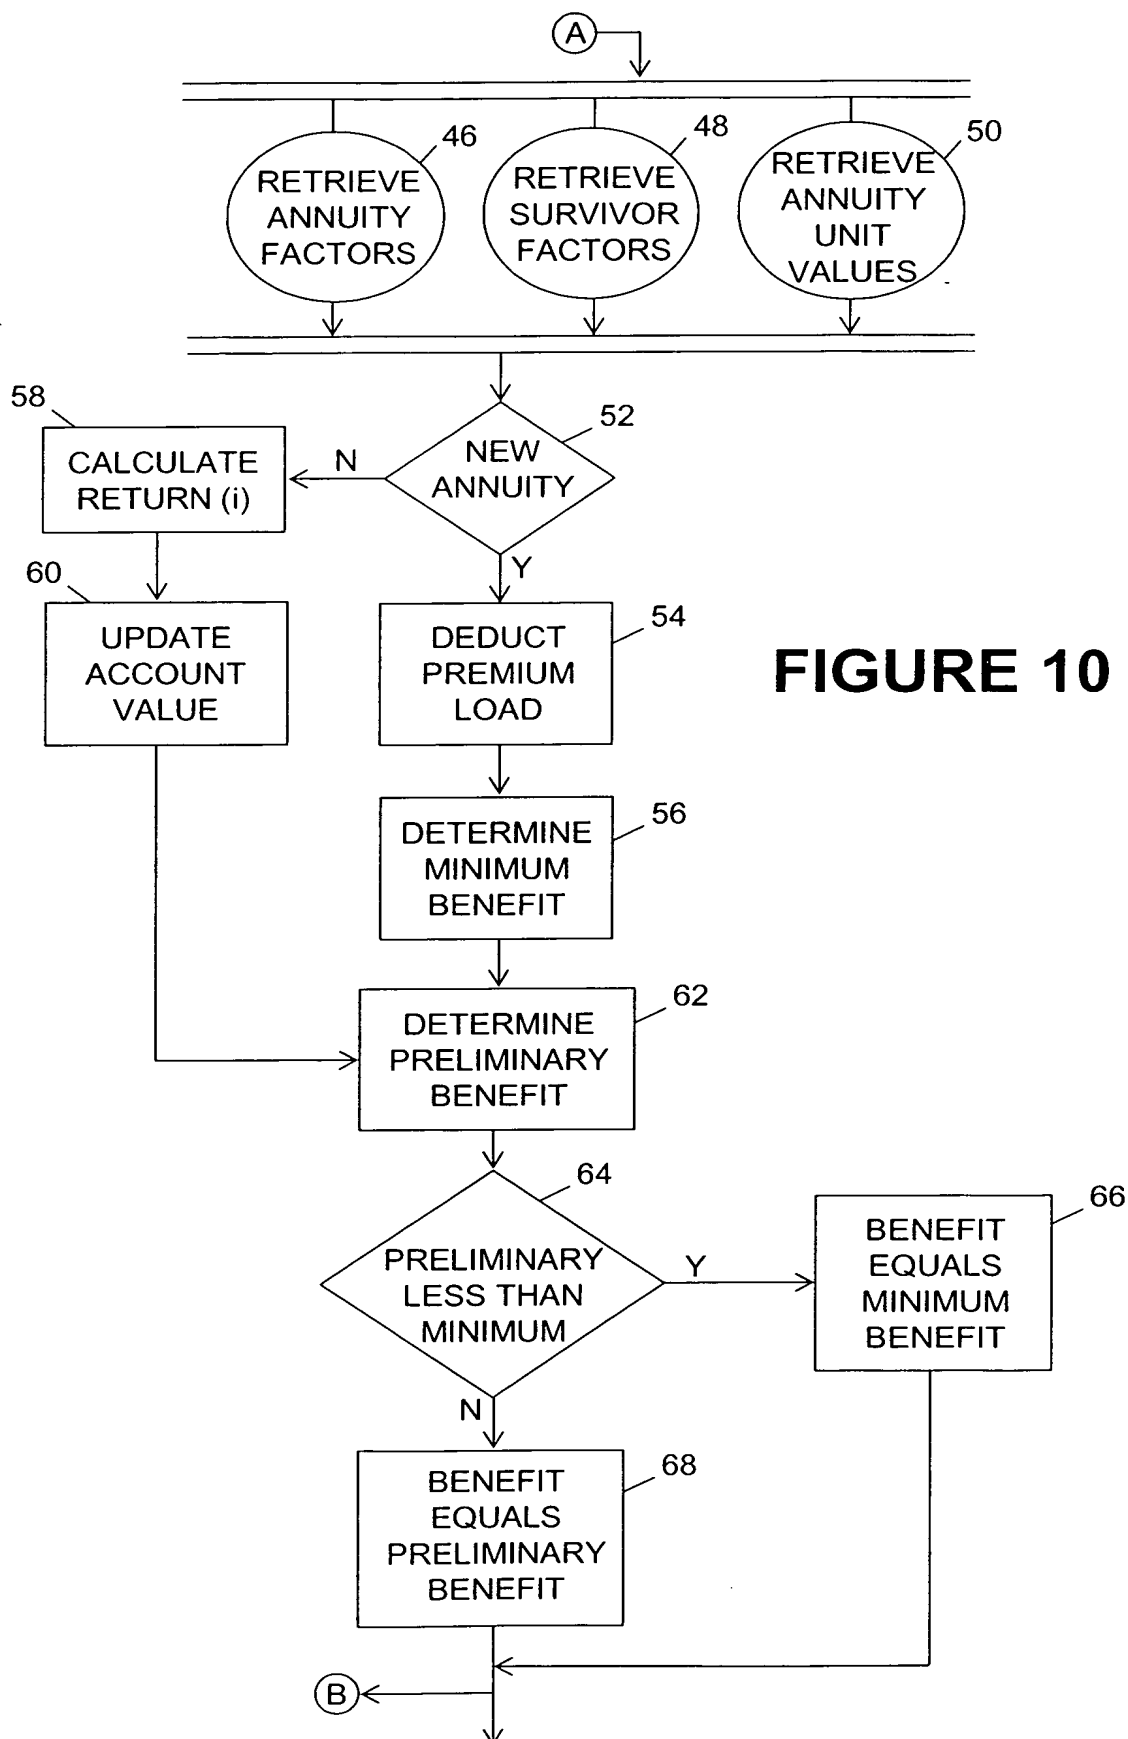 A
46
RETRIEVE
ANNUITY
FACTORS
48
RETRIEVE
SURVIVOR
FACTORS
50
RETRIEVE
ANNUITY
UNIT
VALUES
52
NEW
ANNUITY
N
Y
58
CALCULATE
RETURN (i)
60
UPDATE
ACCOUNT
VALUE
54
DEDUCT
PREMIUM
LOAD
FIGURE 10
56
DETERMINE
MINIMUM
BENEFIT
62
DETERMINE
PRELIMINARY
BENEFIT
64
PRELIMINARY
LESS THAN
MINIMUM
Y
N
66
BENEFIT
EQUALS
MINIMUM
BENEFIT
68
BENEFIT
EQUALS
PRELIMINARY
BENEFIT
B